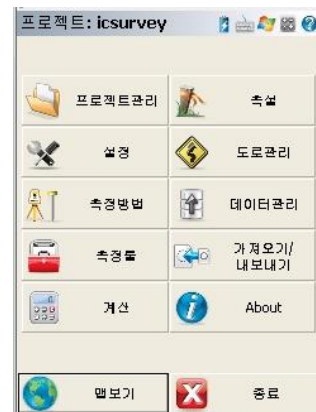 프로젝트: icsurvey
프로젝트관리
측설
설정
도로관리
측정방법
데이터관리
측정툴
가져오기/
내보내기
계산
About
맵보기
종료